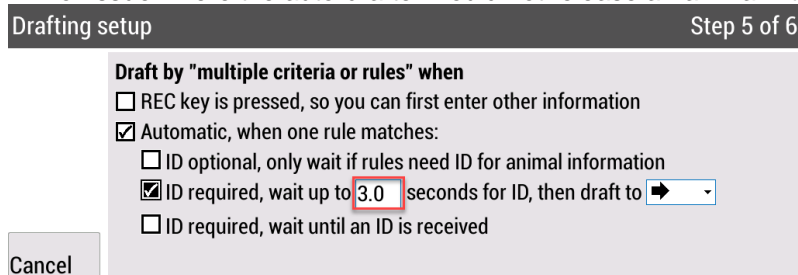 Drafting setup Step 5 of 6
Draft by "multiple criteria or rules" when
REC key is pressed, so you can first enter other information
Automatic, when one rule matches:
ID optional, only wait if rules need ID for animal information
ID required, wait up to 3.0 seconds for ID, then draft to
ID required, wait until an ID is received
Cancel